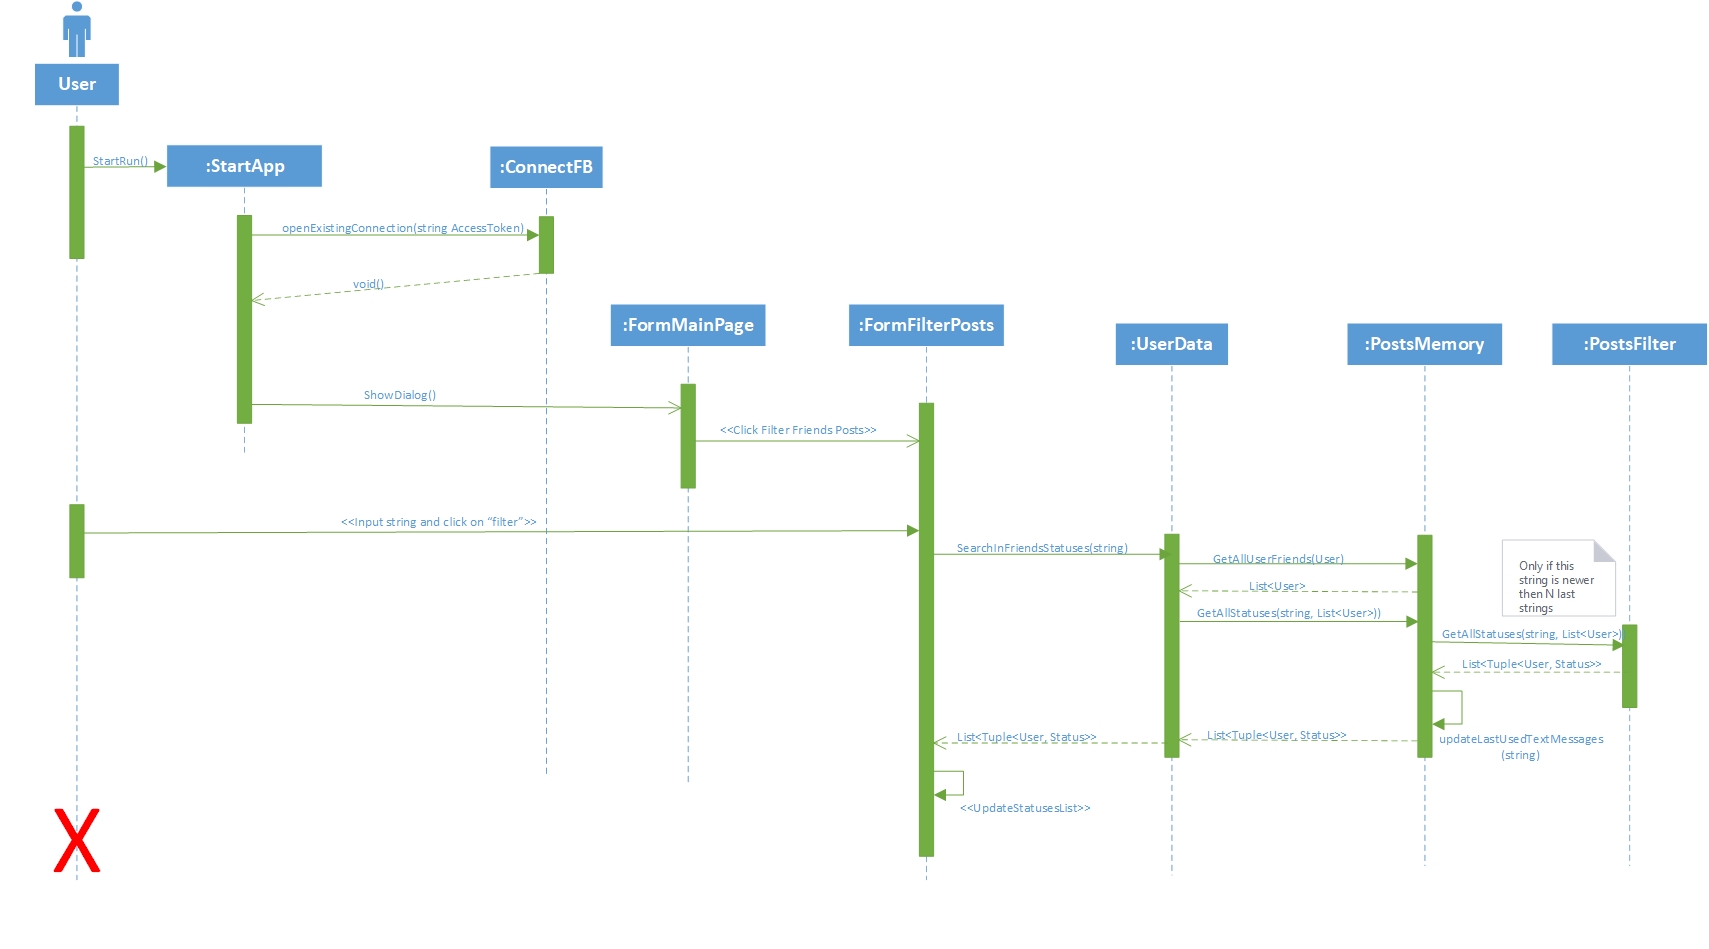 User
StartRun()
:StartApp
:ConnectFB
openExistingConnection(string AccessToken)
void()
:FormMainPage
:FormFilterPosts
:UserData
:PostsMemory
:PostsFilter
ShowDialog()
<<Click Filter Friends Posts>>
<<Input string and click on “filter”>>
SearchInFriendsStatuses(string)
GetAllUserFriends(User)
Only if this
string is newer
then N last
strings
List<User>
GetAllStatuses(string, List<User>))
GetAllStatuses(string, List<User>))
List<Tuple<User, Status>>
List<Tuple<User, Status>>
List<Tuple<User, Status>>
updateLastUsedTextMessages
(string)
<<UpdateStatusesList>>
X